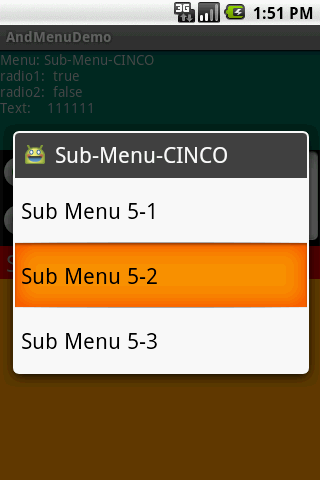 3G 1:51 PM
AndMenuDemo
Menu: Sub-Menu-CINCO
radio1: true
radio2: false
Text: 111111
Sub-Menu-CINCO
Sub Menu 5-1
Sub Menu 5-2
Sub Menu 5-3